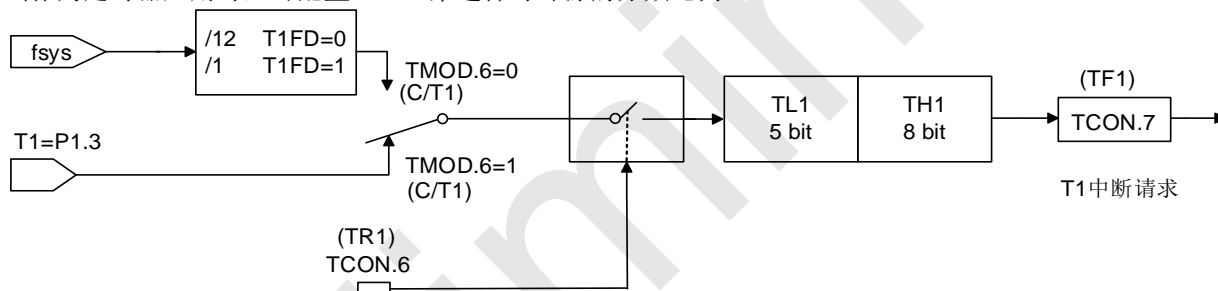 fsys
/12 T1FD=0
/1 T1FD=1
TMOD.6=0
(C/T1)
T1=P1.3
TMOD.6=1
(C/T1)
TL1
5 bit
TH1
8 bit
(TF1)
TCON.7
T1中断请求
(TR1)
TCON.6